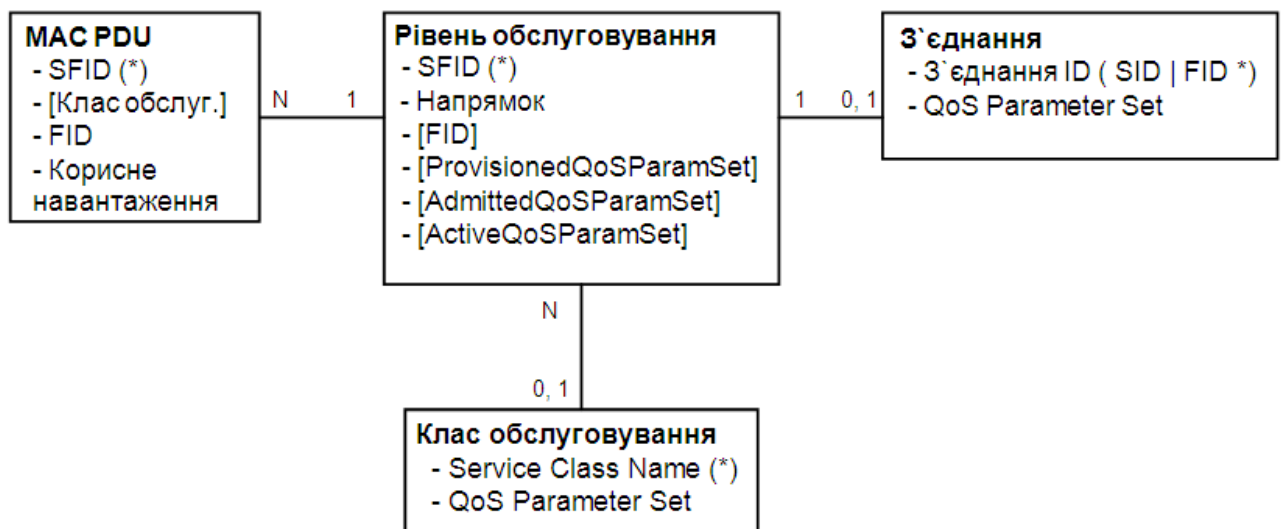 MAC PDU
- SFID (*)
- [Клас обслуг.]
- FID
- Корисне
навантаження
N
1
Рівень обслуговування
- SFID (*)
- Напрямок
- [FID]
- [ProvisionedQoSParamSet]
- [AdmittedQoSParamSet]
- [ActiveQoSParamSet]
1
0, 1
З`єднання
- З`єднання ID ( SID | FID *)
- QoS Parameter Set
N
0, 1
Клас обслуговування
- Service Class Name (*)
- QoS Parameter Set